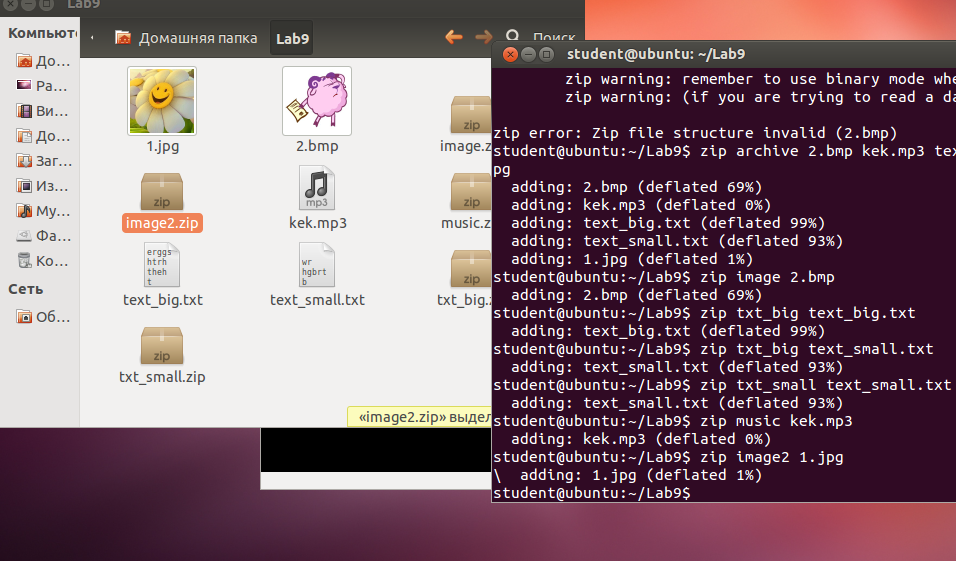 Lab9
Компьюте
До...
Ра...
Ви...
До...
Заг...
Из...
Му...
Фа...
Ко...
Сеть
Об...
Домашняя папка
Lab9
Поиск
1.jpg
2.bmp
image.z
zip
image2.zip
zip
mp3
kek.mp3
zip
music.z
erggs
htrh
theh
t
text_big.txt
wr
hgbrt
b
text_small.txt
zip
txt_big.z
zip
txt_small.zip
«image2.zip» выдел
student@ubuntu: ~/Lab9
zip warning: remember to use binary mode whe
zip warning: (if you are trying to read a da
zip error: Zip file structure invalid (2.bmp)
student@ubuntu:~/Lab9$ zip archive 2.bmp kek.mp3 tex
pg
adding: 2.bmp (deflated 69%)
adding: kek.mp3 (deflated 0%)
adding: text_big.txt (deflated 99%)
adding: text_small.txt (deflated 93%)
adding: 1.jpg (deflated 1%)
student@ubuntu:~/Lab9$ zip image 2.bmp
adding: 2.bmp (deflated 69%)
student@ubuntu:~/Lab9$ zip txt_big text_big.txt
adding: text_big.txt (deflated 99%)
student@ubuntu:~/Lab9$ zip txt_big text_small.txt
adding: text_small.txt (deflated 93%)
student@ubuntu:~/Lab9$ zip txt_small text_small.txt
adding: text_small.txt (deflated 93%)
student@ubuntu:~/Lab9$ zip music kek.mp3
adding: kek.mp3 (deflated 0%)
student@ubuntu:~/Lab9$ zip image2 1.jpg
\ adding: 1.jpg (deflated 1%)
student@ubuntu:~/Lab9$